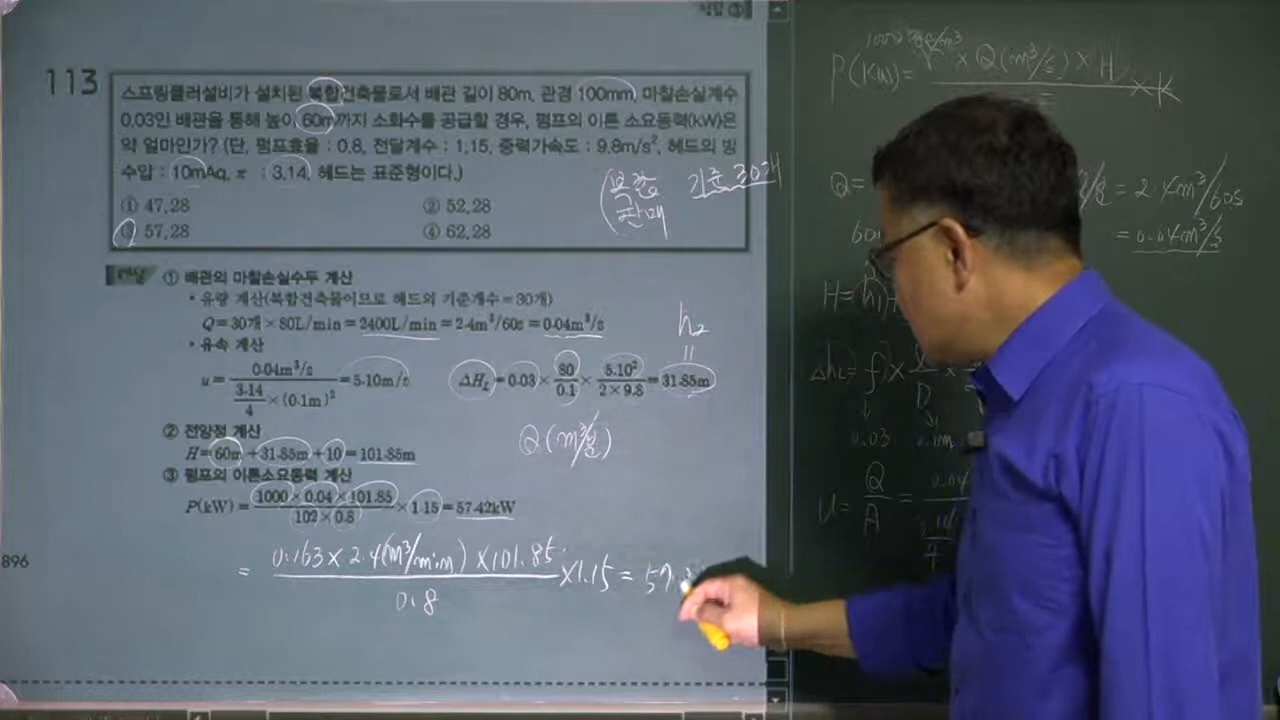 113
스프링클러설비가 설치된 복합건축물로서 배관 길이 80m, 관경 100mm, 마찰손실계수
0.03인 배관을 통해 높이 60m까지 소화수를 공급할 경우, 펌프의 이론 소요동력(kW)은
약 얼마인가? (단, 펌프효율 : 0.8, 전달계수 : 1.15, 중력가속도 : 9.8m/s², 헤드의 방
수압 : 10mAq, π : 3.14, 헤드는 표준형이다.)
① 47.28 ② 52.28
③ 57.28 ④ 62.28
기준 30개
판매
해설 ① 배관의 마찰손실수두 계산
• 유량 계산(복합건축물이므로 헤드의 기준개수=30개)
Q=30개×80L/min=2400L/min=2.4m³/60s=0.04m³/s
• 유속 계산
u= 0.04m³/s / 3.14/4 ×(0.1m)² =5.10m/s
h₂
=
ΔH_L=0.03× 80/0.1 × 5.10²/2×9.8 =31.85m
② 전양정 계산
H=60m+31.85m+10=101.85m
Q(m³/분)
③ 펌프의 이론소요동력 계산
P(kW)= 1000×0.04×101.85 / 102×0.8 ×1.15=57.42kW
= 0.163×2.4(m³/min)×101.85 / 0.8 ×1.15=57.
896
P(kW)= × Q(m³/s)×H ×K
Q=
= 2.4m³/60s
= 0.04m³/s
H=
Δh_L= f × l/D ×
0.03 0.1m
U= Q/A = 0.04
3.14/4